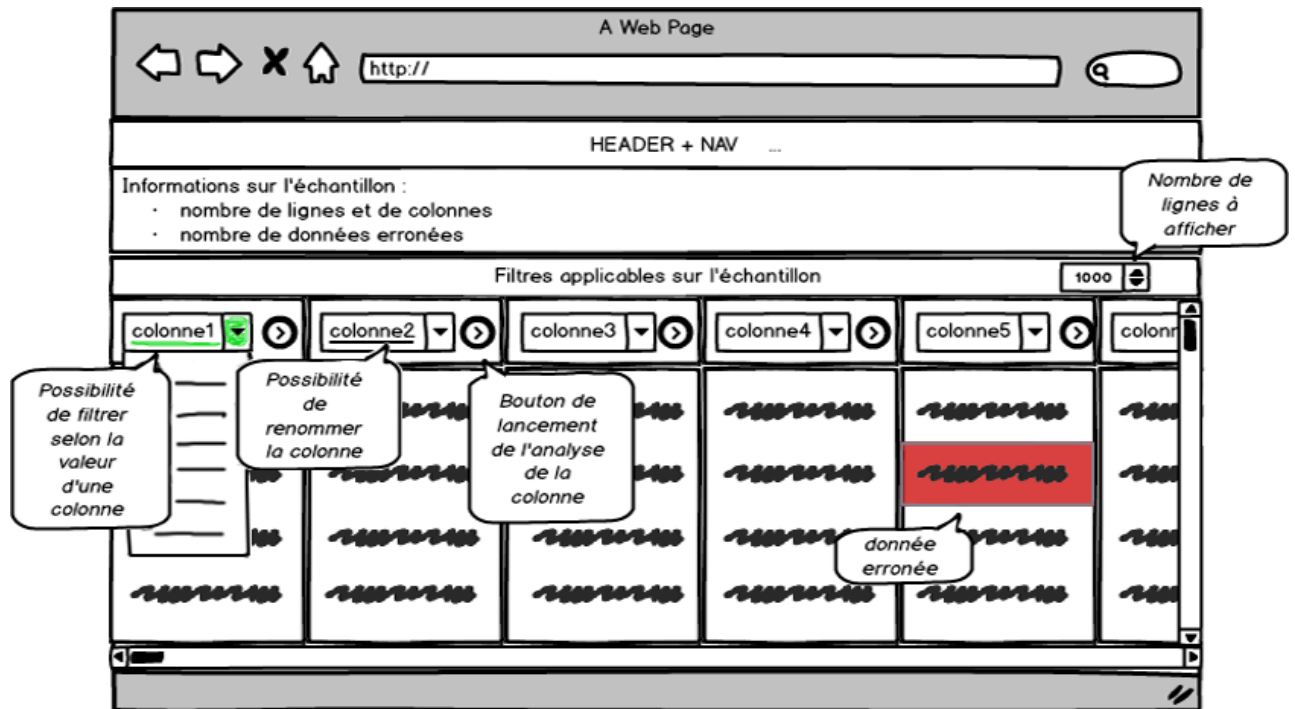 A Web Page
http://
HEADER + NAV ...
Informations sur l'échantillon :
· nombre de lignes et de colonnes
· nombre de données erronées
Nombre de
lignes à
afficher
Filtres applicables sur l'échantillon
1000
colonne1
colonne2
colonne3
colonne4
colonne5
colonn
Possibilité
de filtrer
selon la
valeur
d'une
colonne
Possibilité
de
renommer
la colonne
Bouton de
lancement
de l'analyse
de la
colonne
donnée
erronée